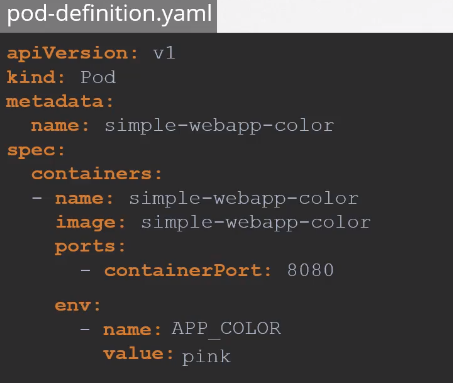 pod-definition.yaml
apiVersion: v1
kind: Pod
metadata:
  name: simple-webapp-color
spec:
  containers:
  - name: simple-webapp-color
    image: simple-webapp-color
    ports:
      - containerPort: 8080
    env:
      - name: APP_COLOR
        value: pink